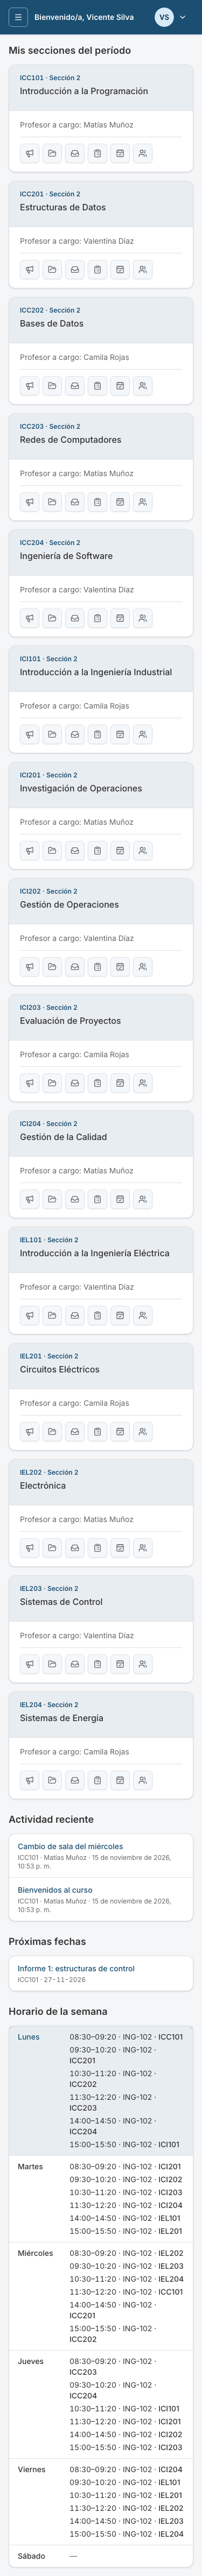 Bienvenido/a, Vicente Silva
VS
Mis secciones del período
ICC101 · Sección 2
Introducción a la Programación
Profesor a cargo: Matías Muñoz
ICC201 · Sección 2
Estructuras de Datos
Profesor a cargo: Valentina Díaz
ICC202 · Sección 2
Bases de Datos
Profesor a cargo: Camila Rojas
ICC203 · Sección 2
Redes de Computadores
Profesor a cargo: Matías Muñoz
ICC204 · Sección 2
Ingeniería de Software
Profesor a cargo: Valentina Díaz
ICI101 · Sección 2
Introducción a la Ingeniería Industrial
Profesor a cargo: Camila Rojas
ICI201 · Sección 2
Investigación de Operaciones
Profesor a cargo: Matías Muñoz
ICI202 · Sección 2
Gestión de Operaciones
Profesor a cargo: Valentina Díaz
ICI203 · Sección 2
Evaluación de Proyectos
Profesor a cargo: Camila Rojas
ICI204 · Sección 2
Gestión de la Calidad
Profesor a cargo: Matías Muñoz
IEL101 · Sección 2
Introducción a la Ingeniería Eléctrica
Profesor a cargo: Valentina Díaz
IEL201 · Sección 2
Circuitos Eléctricos
Profesor a cargo: Camila Rojas
IEL202 · Sección 2
Electrónica
Profesor a cargo: Matías Muñoz
IEL203 · Sección 2
Sistemas de Control
Profesor a cargo: Valentina Díaz
IEL204 · Sección 2
Sistemas de Energía
Profesor a cargo: Camila Rojas
Actividad reciente
Cambio de sala del miércoles
ICC101 · Matías Muñoz · 15 de noviembre de 2026,
10:53 p. m.
Bienvenidos al curso
ICC101 · Matías Muñoz · 15 de noviembre de 2026,
10:53 p. m.
Próximas fechas
Informe 1: estructuras de control
ICC101 · 27-11-2026
Horario de la semana
Lunes
08:30–09:20 · ING-102 · ICC101
09:30–10:20 · ING-102 ·
ICC201
10:30–11:20 · ING-102 ·
ICC202
11:30–12:20 · ING-102 ·
ICC203
14:00–14:50 · ING-102 ·
ICC204
15:00–15:50 · ING-102 · ICI101
Martes
08:30–09:20 · ING-102 · ICI201
09:30–10:20 · ING-102 · ICI202
10:30–11:20 · ING-102 · ICI203
11:30–12:20 · ING-102 · ICI204
14:00–14:50 · ING-102 · IEL101
15:00–15:50 · ING-102 · IEL201
Miércoles
08:30–09:20 · ING-102 · IEL202
09:30–10:20 · ING-102 · IEL203
10:30–11:20 · ING-102 · IEL204
11:30–12:20 · ING-102 · ICC101
14:00–14:50 · ING-102 ·
ICC201
15:00–15:50 · ING-102 ·
ICC202
Jueves
08:30–09:20 · ING-102 ·
ICC203
09:30–10:20 · ING-102 ·
ICC204
10:30–11:20 · ING-102 · ICI101
11:30–12:20 · ING-102 · ICI201
14:00–14:50 · ING-102 · ICI202
15:00–15:50 · ING-102 · ICI203
Viernes
08:30–09:20 · ING-102 · ICI204
09:30–10:20 · ING-102 · IEL101
10:30–11:20 · ING-102 · IEL201
11:30–12:20 · ING-102 · IEL202
14:00–14:50 · ING-102 · IEL203
15:00–15:50 · ING-102 · IEL204
Sábado
—